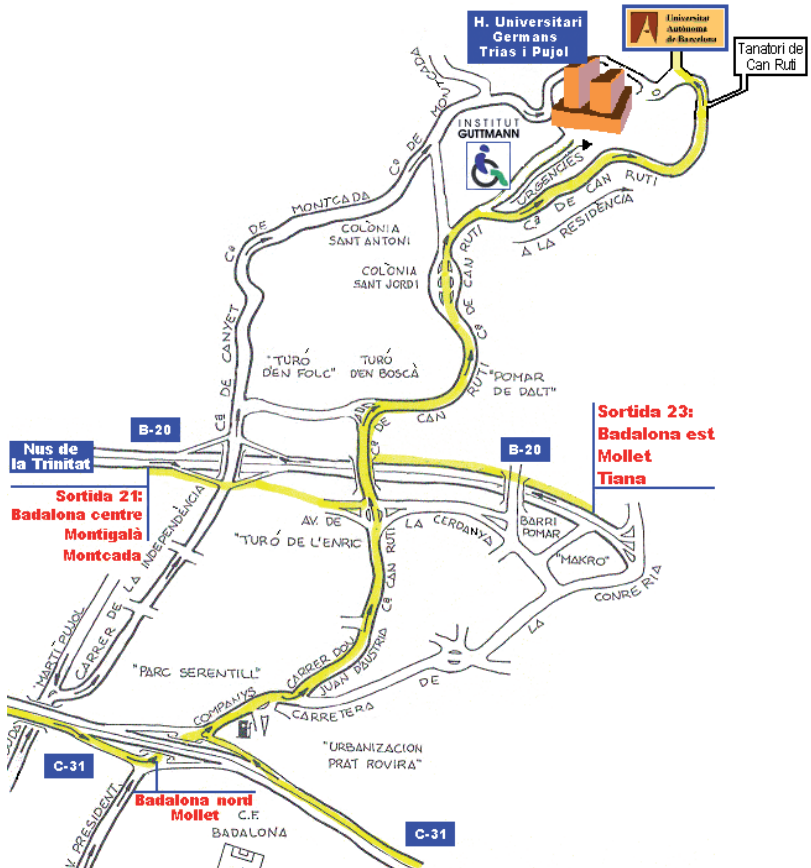 H. Universitari
Germans
Trias i Pujol
Universitat
Autònoma
de Barcelona
Tanatori de
Can Ruti
Cª DE MONTCADA
INSTITUT
GUTTMANN
URGENCIES
Cª DE CAN RUTI
A LA RESIDÈNCIA
Cª DE MONTCADA
COLÒNIA
SANT ANTONI
COLÒNIA
SANT JORDI
Cª DE CAN RUTI
Cª DE CANYET
"TURÓ
D'EN FOLC"
TURÓ
D'EN BOSCÀ
"POMAR
DE DALT"
Cª DE CAN RUTI
B-20
B-20
Sortida 23:
Badalona est
Mollet
Tiana
Nus de
la Trinitat
Sortida 21:
Badalona centre
Montigalà
Montcada
AV. DE LA CERDANYA
BARRI
POMAR
"MAKRO"
"TURÓ DE L'ENRIC"
Cª CAN RUTI
CARRER DE LA INDEPENDÈNCIA
MARTÍ PUJOL
CARRETERA DE LA CONRERIA
"PARC SERENTILL"
COMPANYS
CARRER DON
JUAN D'AUSTRIA
"URBANIZACION
PRAT ROVIRA"
C-31
Badalona nord
Mollet
C.F.
BADALONA
C-31
PRESIDENT